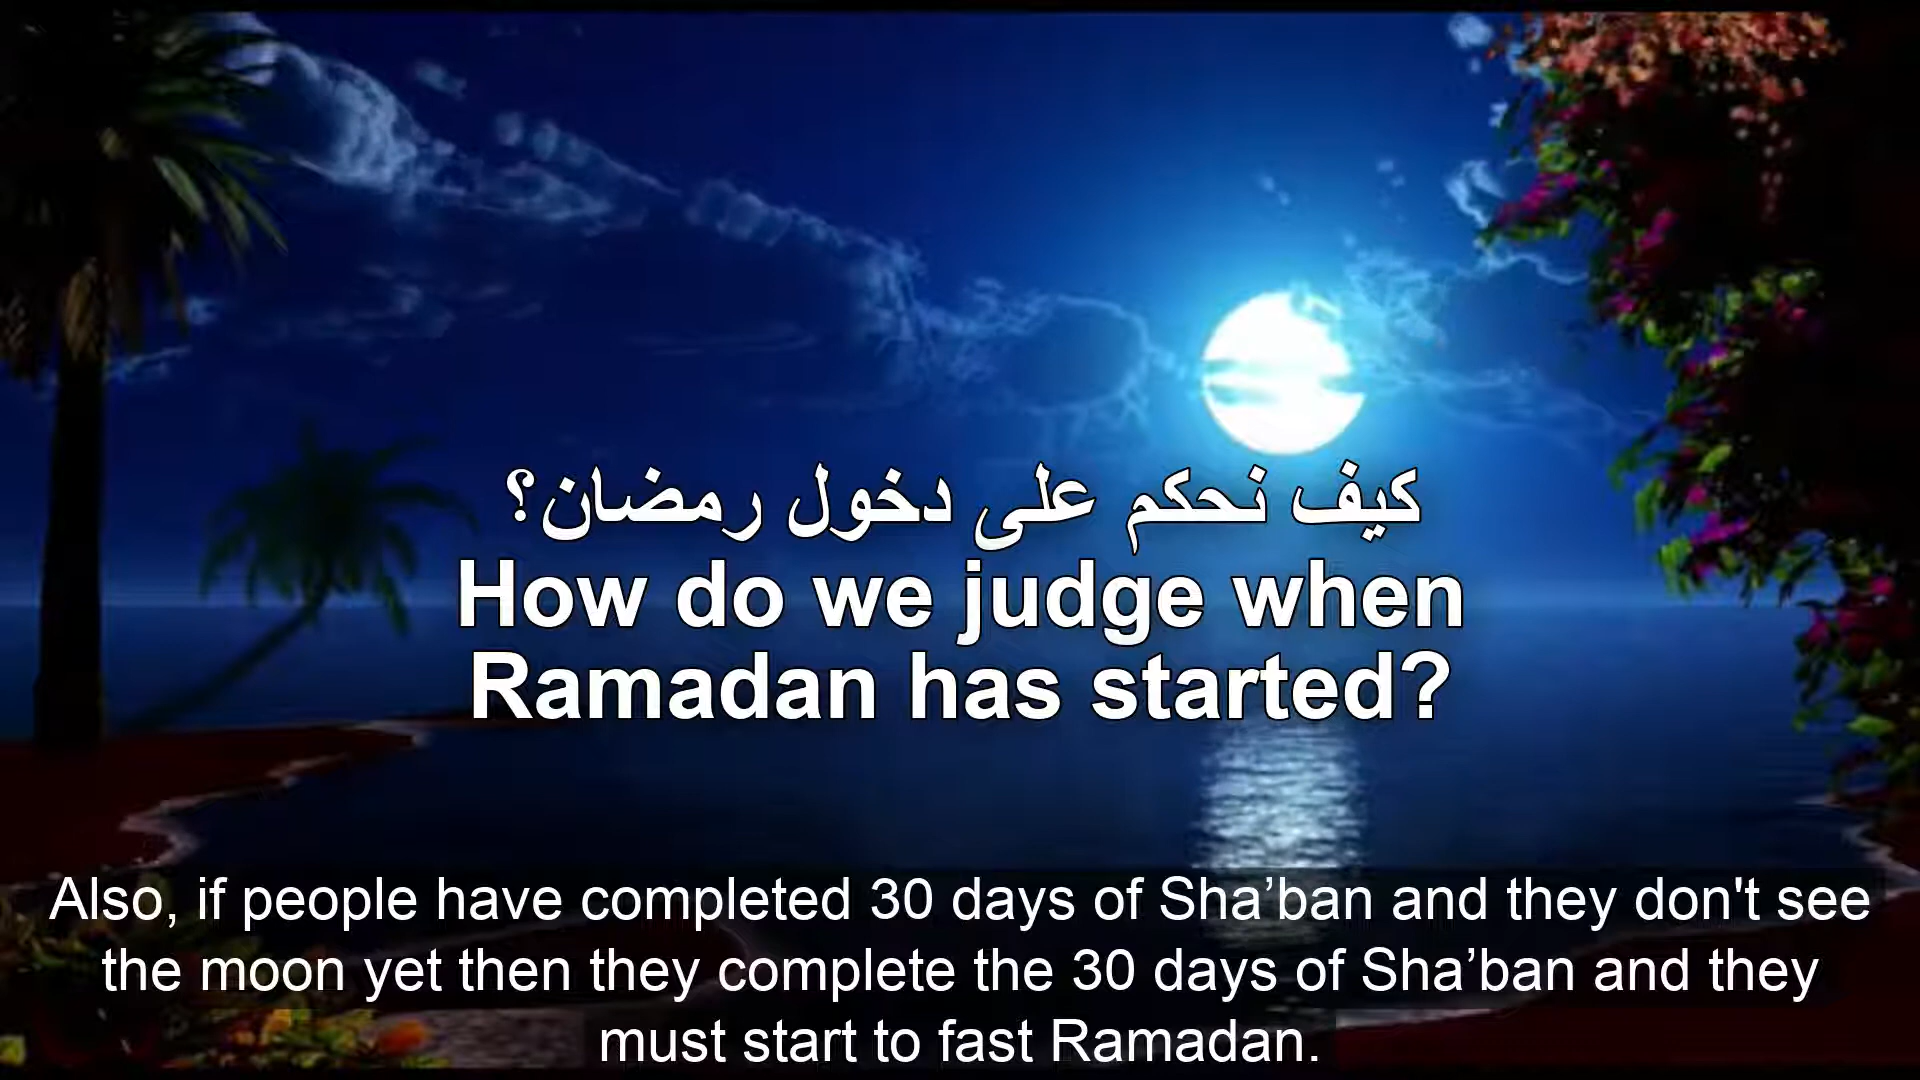 كيف نحكم على دخول رمضان؟
How do we judge when
Ramadan has started?
Also, if people have completed 30 days of Sha’ban and they don't see
the moon yet then they complete the 30 days of Sha’ban and they
must start to fast Ramadan.